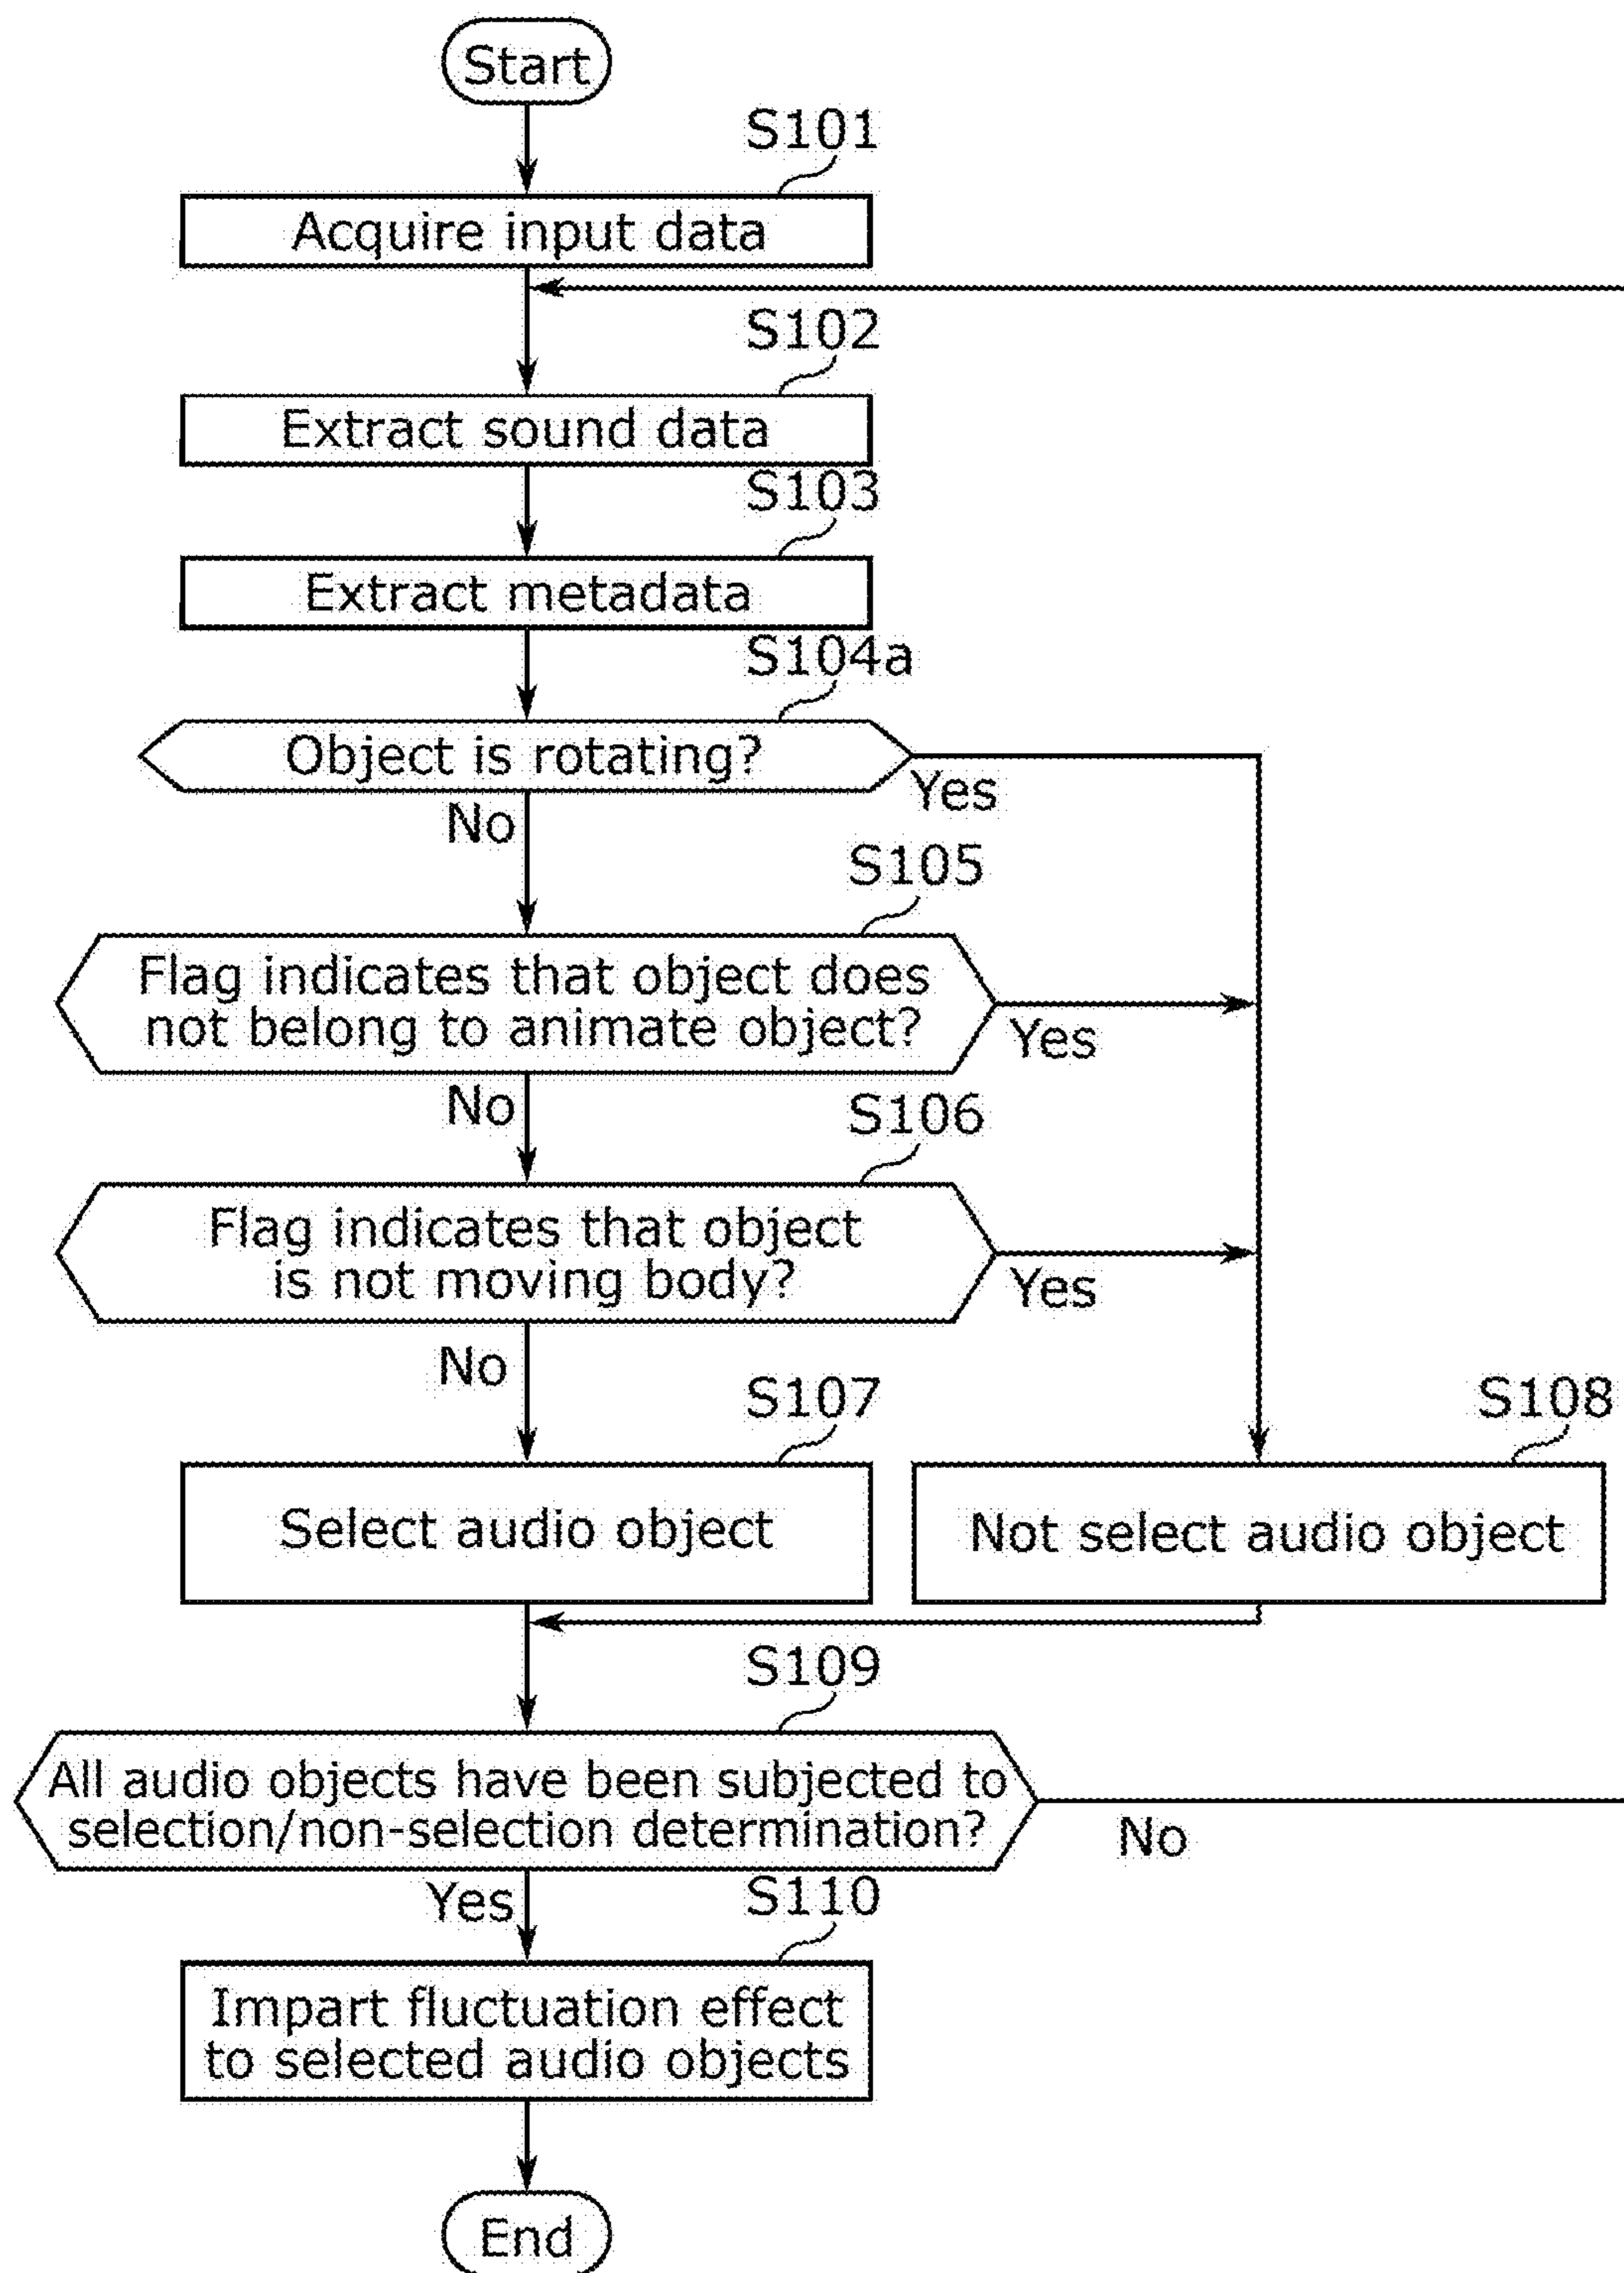 Start
S101
Acquire input data
S102
Extract sound data
S103
Extract metadata
S104a
Object is rotating?
Yes
No
S105
Flag indicates that object does
not belong to animate object?
Yes
No
S106
Flag indicates that object
is not moving body?
Yes
No
S107
S108
Select audio object
Not select audio object
S109
All audio objects have been subjected to
selection/non-selection determination?
No
Yes
S110
Impart fluctuation effect
to selected audio objects
End